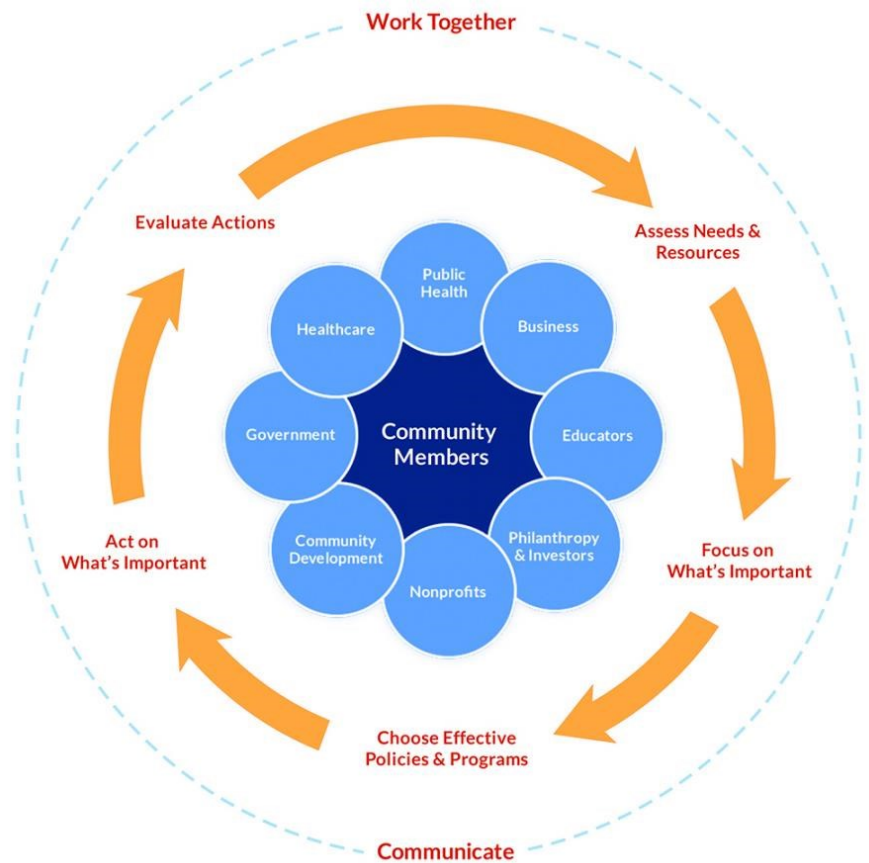 Work Together
Evaluate Actions
Assess Needs &
Resources
Public
Health
Healthcare
Business
Government
Community
Members
Educators
Community
Development
Philanthropy
& Investors
Nonprofits
Act on
What's Important
Focus on
What's Important
Choose Effective
Policies & Programs
Communicate